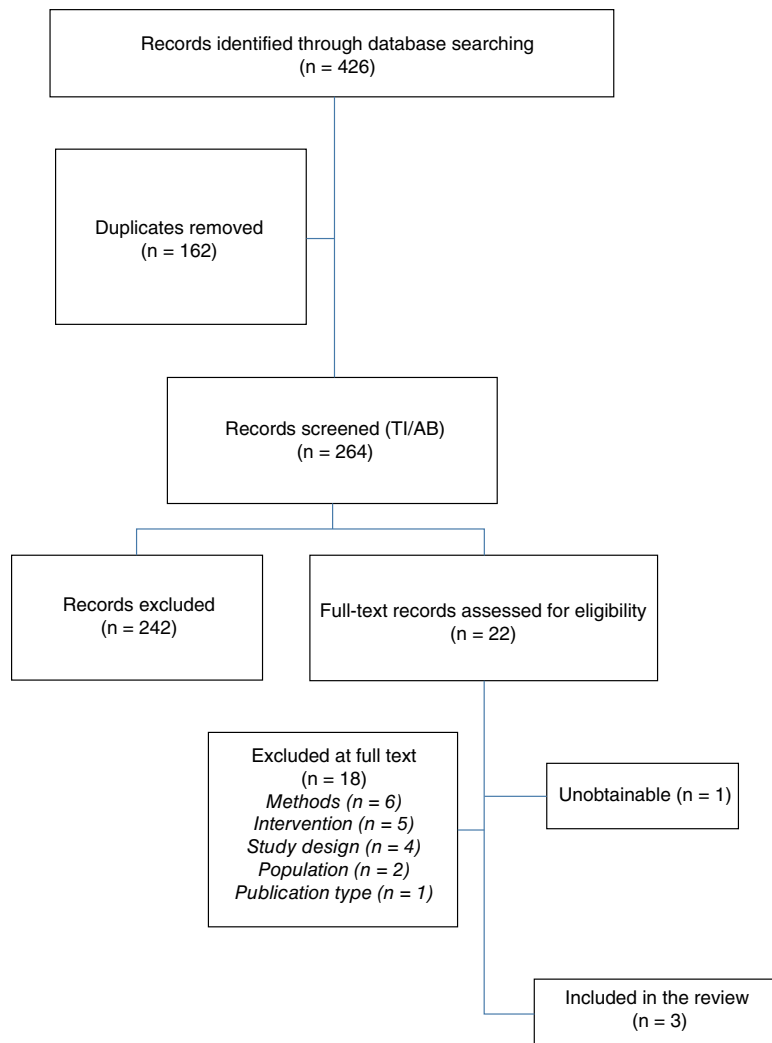 Records identified through database searching
(n = 426)
Duplicates removed
(n = 162)
Records screened (TI/AB)
(n = 264)
Records excluded
(n = 242)
Full-text records assessed for eligibility
(n = 22)
Excluded at full text
(n = 18)
Methods (n = 6)
Intervention (n = 5)
Study design (n = 4)
Population (n = 2)
Publication type (n = 1)
Unobtainable (n = 1)
Included in the review
(n = 3)